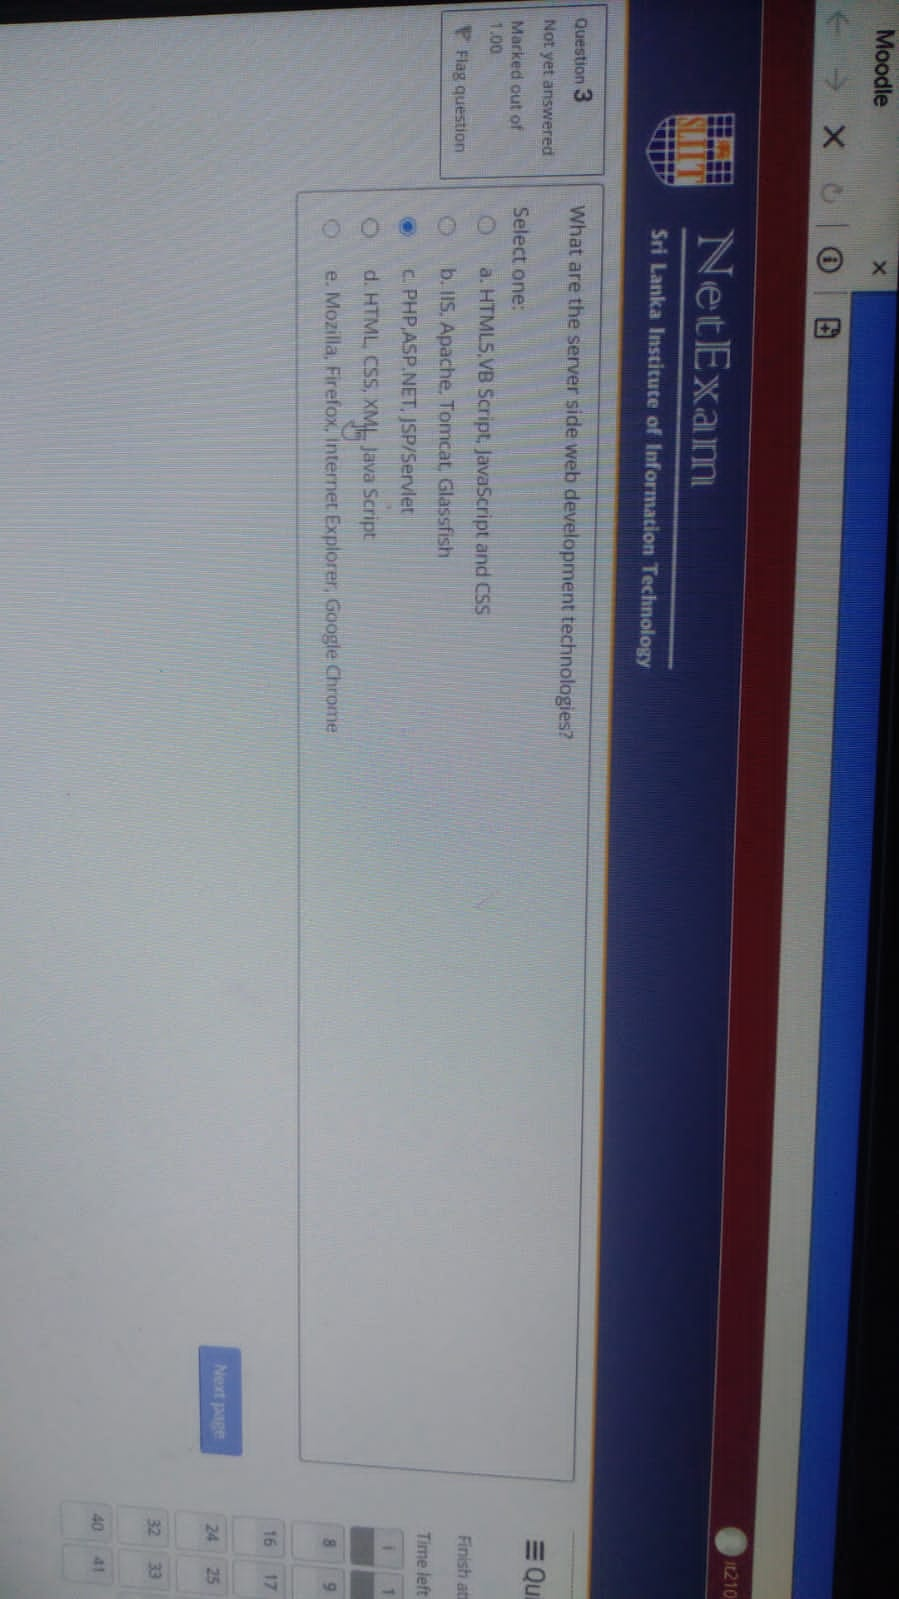 Moodle
NetExam
Sri Lanka Institute of Information Technology
Question 3
Not yet answered
Marked out of
1.00
Flag question
What are the server side web development technologies?
Select one:
a. HTML5,VB Script, JavaScript and CSS
b. IIS, Apache, Tomcat, Glassfish
c. PHP,ASP.NET, JSP/Servlet
d. HTML, CSS, XML, Java Script
e. Mozilla, Firefox, Internet Explorer, Google Chrome
Next page
Finish
Time left
i 1
8 9
16 17
24 25
32 33
40 41